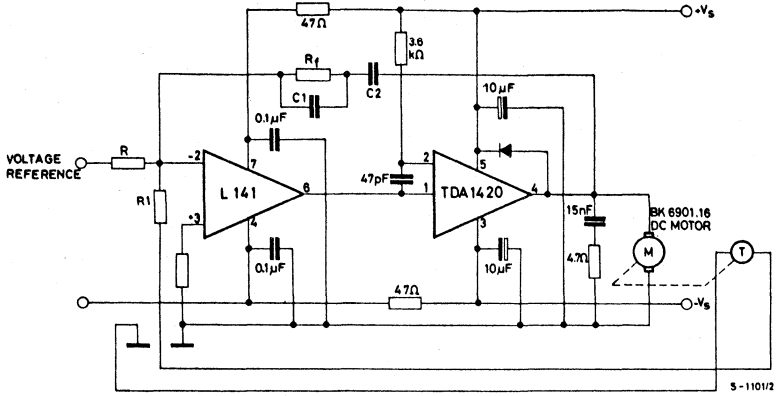 47Ω
+Vs
3.6
kΩ
Rf
C1
C2
10µF
0.1µF
R
VOLTAGE
REFERENCE
-2
7
2
5
47pF
L 141
6
1
TDA1420
4
R1
+3
4
3
15nF
BK 6901.16
DC MOTOR
0.1µF
10µF
4.7Ω
M
T
47Ω
-Vs
S-1101/2